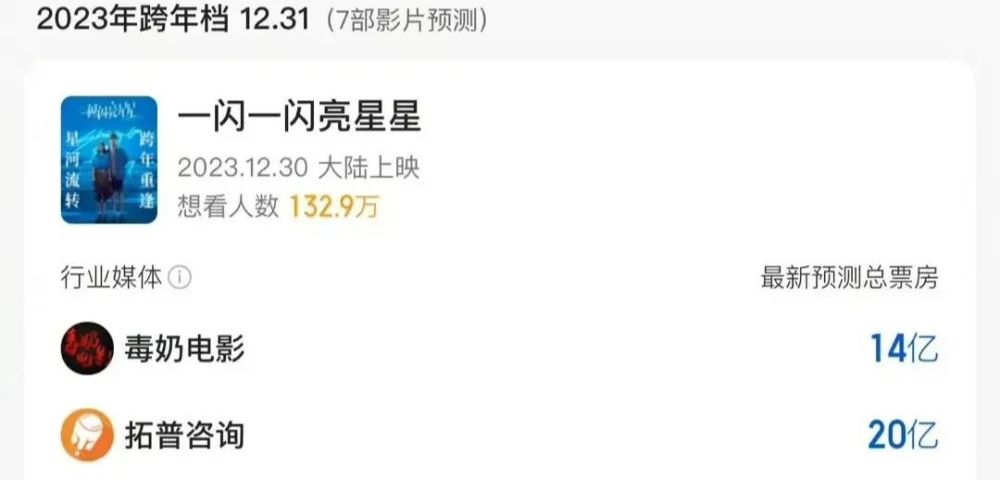 2023年跨年档 12.31（7部影片预测）
一闪一闪亮星星
一闪一闪亮星星
2023.12.30 大陆上映
想看人数 132.9万
星河流转
跨年重逢
行业媒体
最新预测总票房
毒奶电影
毒奶电影
14亿
拓普咨询
20亿